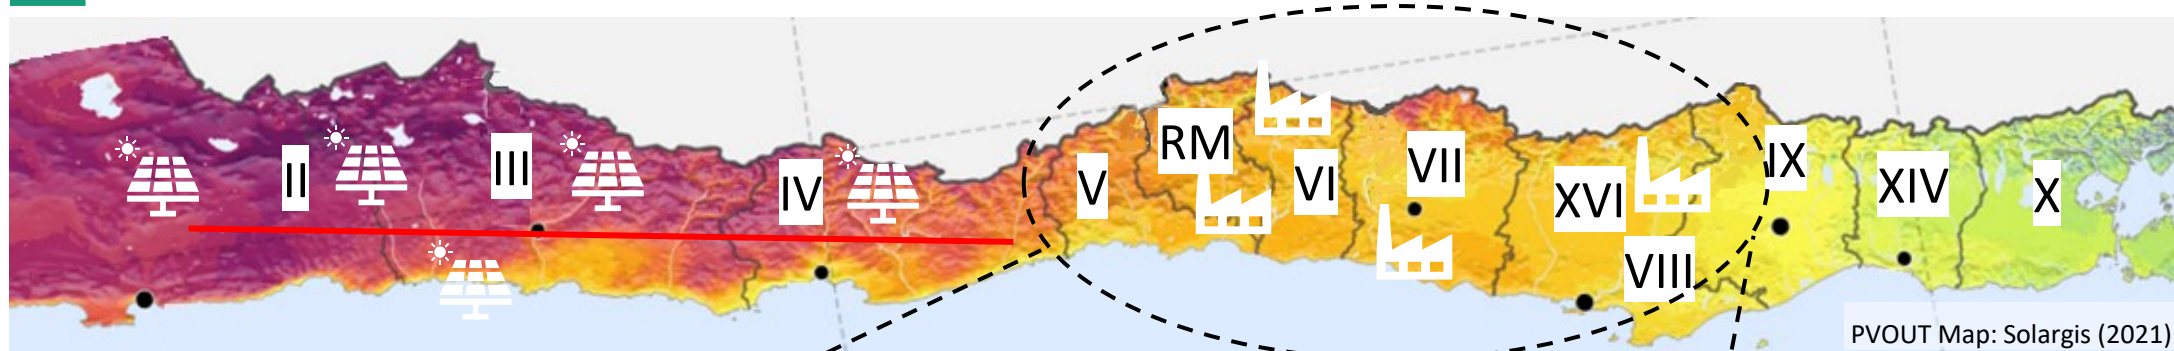 II
III
IV
V
RM
VI
VII
XVI
VIII
IX
XIV
X
PVOUT Map: Solargis (2021)